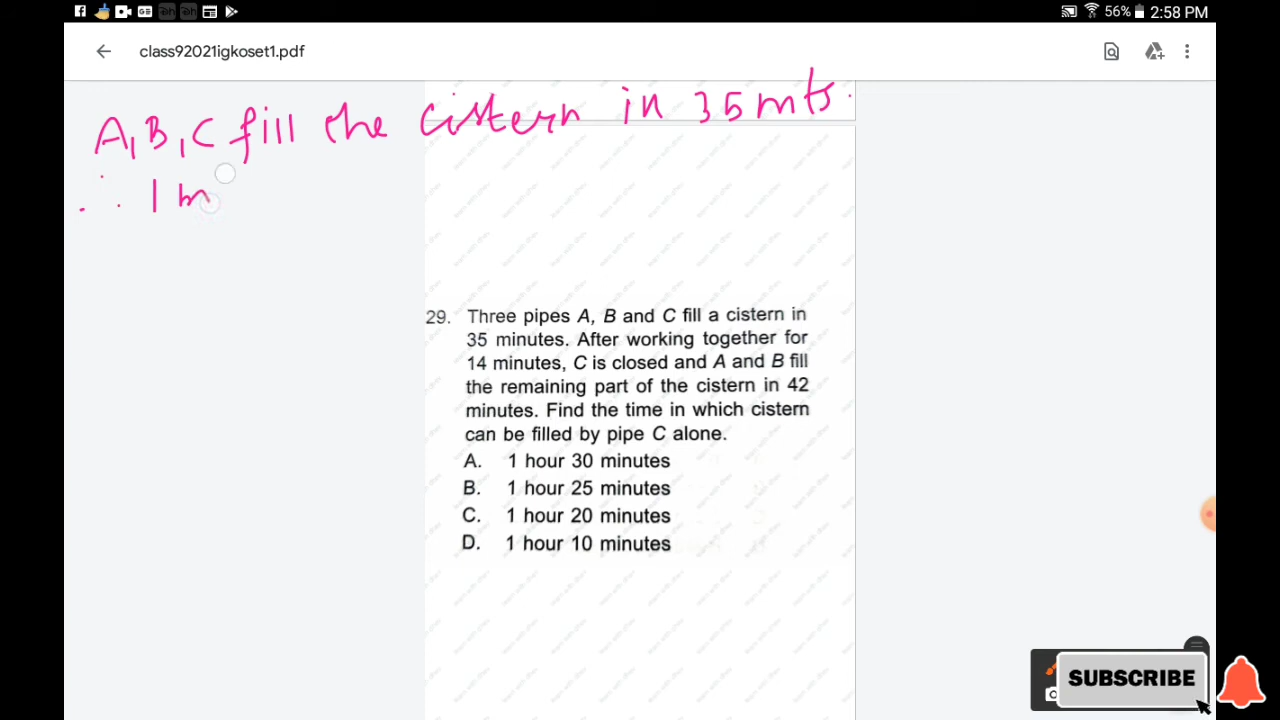 56% 2:58 PM
class92021igkoset1.pdf
A, B, C fill the cistern in 35 mts.
∴ 1 m
29. Three pipes A, B and C fill a cistern in
35 minutes. After working together for
14 minutes, C is closed and A and B fill
the remaining part of the cistern in 42
minutes. Find the time in which cistern
can be filled by pipe C alone.
A. 1 hour 30 minutes
B. 1 hour 25 minutes
C. 1 hour 20 minutes
D. 1 hour 10 minutes
SUBSCRIBE